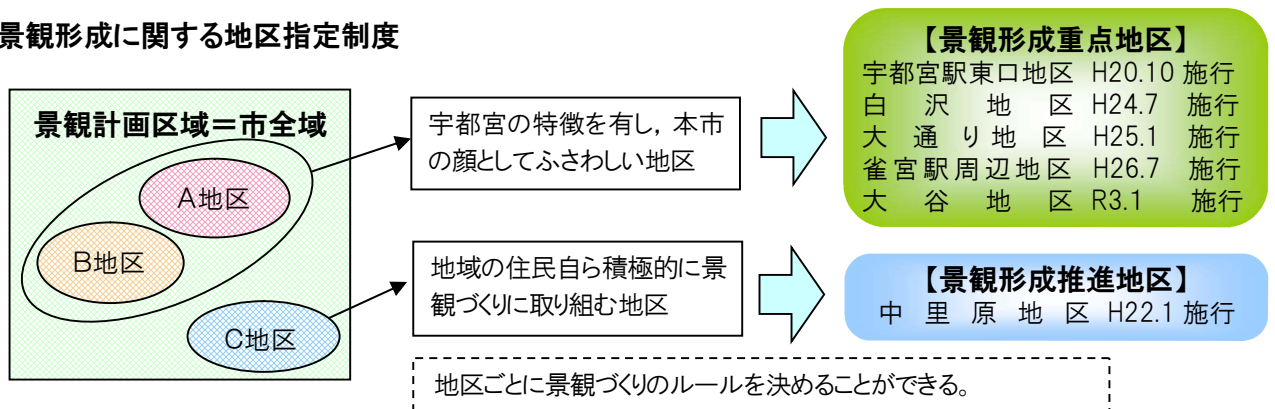 景観形成に関する地区指定制度
景観計画区域＝市全域
A地区
B地区
C地区
宇都宮の特徴を有し，本市
の顔としてふさわしい地区
地域の住民自ら積極的に景
観づくりに取り組む地区
【景観形成重点地区】
宇都宮駅東口地区 H20.10 施行
白沢地区 H24.7 施行
大通り地区 H25.1 施行
雀宮駅周辺地区 H26.7 施行
大谷地区 R3.1 施行
【景観形成推進地区】
中里原地区 H22.1 施行
地区ごとに景観づくりのルールを決めることができる。